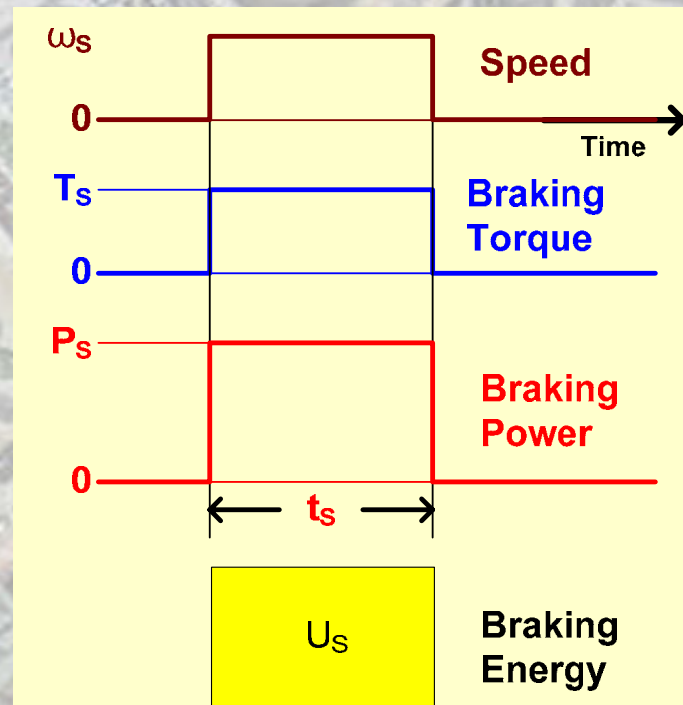 ωS
Speed
0
Time
TS
Braking
Torque
0
PS
Braking
Power
0
tS
US
Braking
Energy